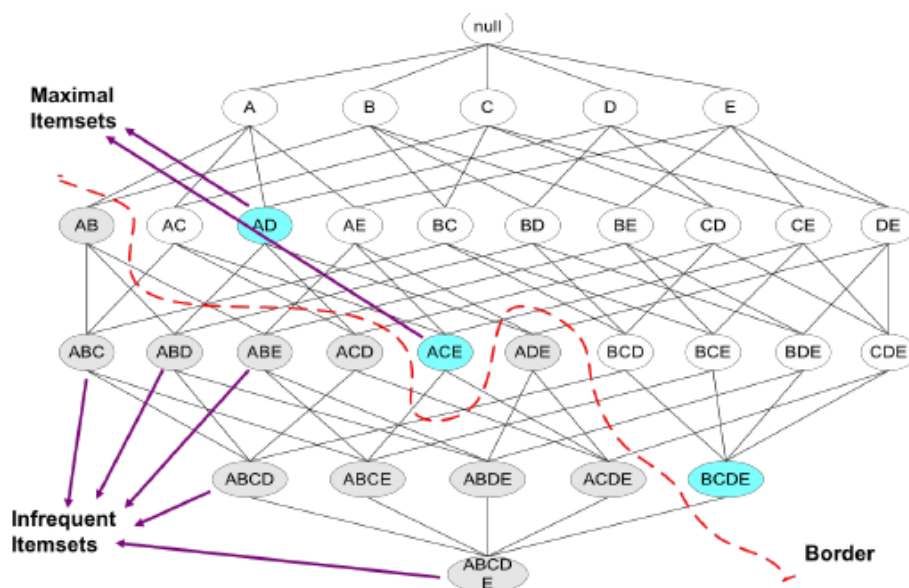 null
Maximal
Itemsets
A B C D E
AB AC AD AE BC BD BE CD CE DE
ABC ABD ABE ACD ACE ADE BCD BCE BDE CDE
ABCD ABCE ABDE ACDE BCDE
Infrequent
Itemsets
Border
ABCD
E